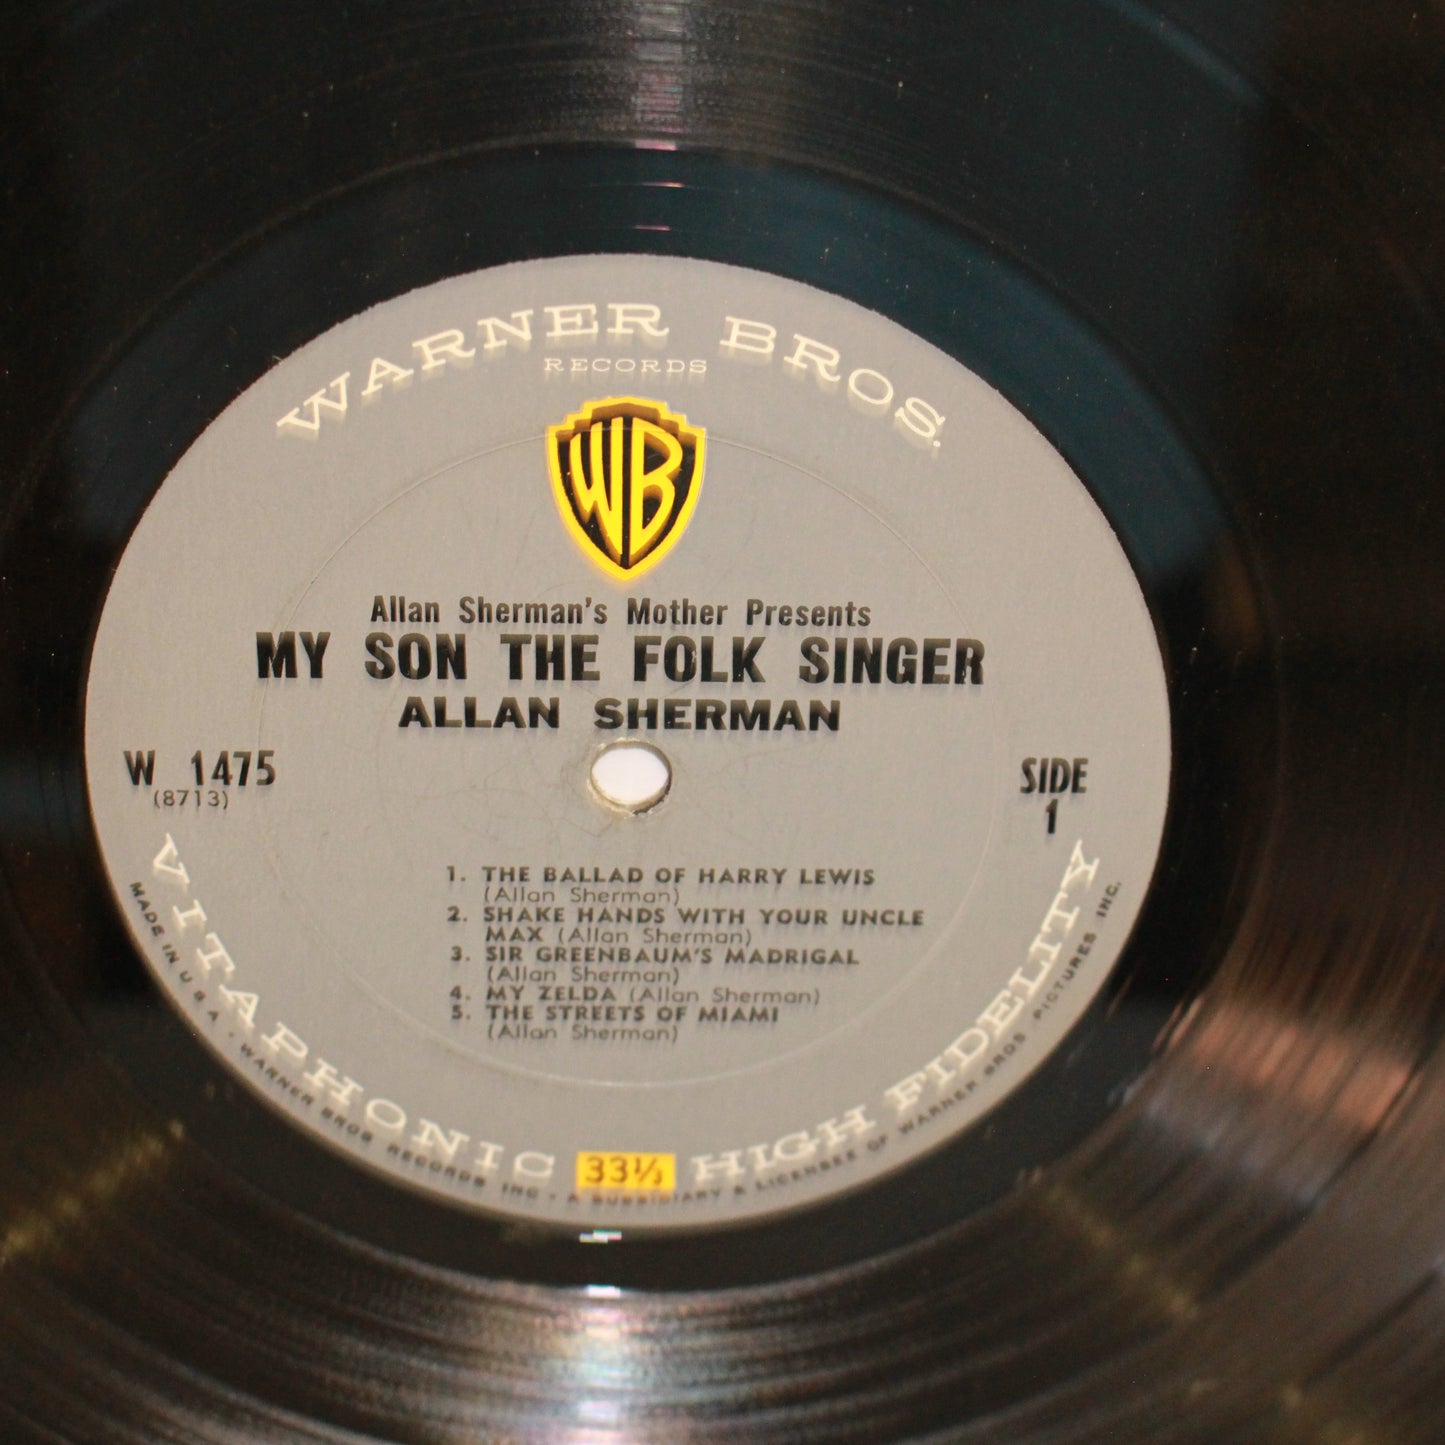 WARNER BROS.
RECORDS
WB
Allan Sherman's Mother Presents
MY SON THE FOLK SINGER
ALLAN SHERMAN
W 1475
(8713)
SIDE
1
1. THE BALLAD OF HARRY LEWIS
(Allan Sherman)
2. SHAKE HANDS WITH YOUR UNCLE
MAX (Allan Sherman)
3. SIR GREENBAUM'S MADRIGAL
(Allan Sherman)
4. MY ZELDA (Allan Sherman)
5. THE STREETS OF MIAMI
(Allan Sherman)
VITAPHONIC 33⅓ HIGH FIDELITY
MADE IN U.S.A. · WARNER BROS RECORDS INC · A SUBSIDIARY & LICENSEE OF WARNER BROS PICTURES INC.